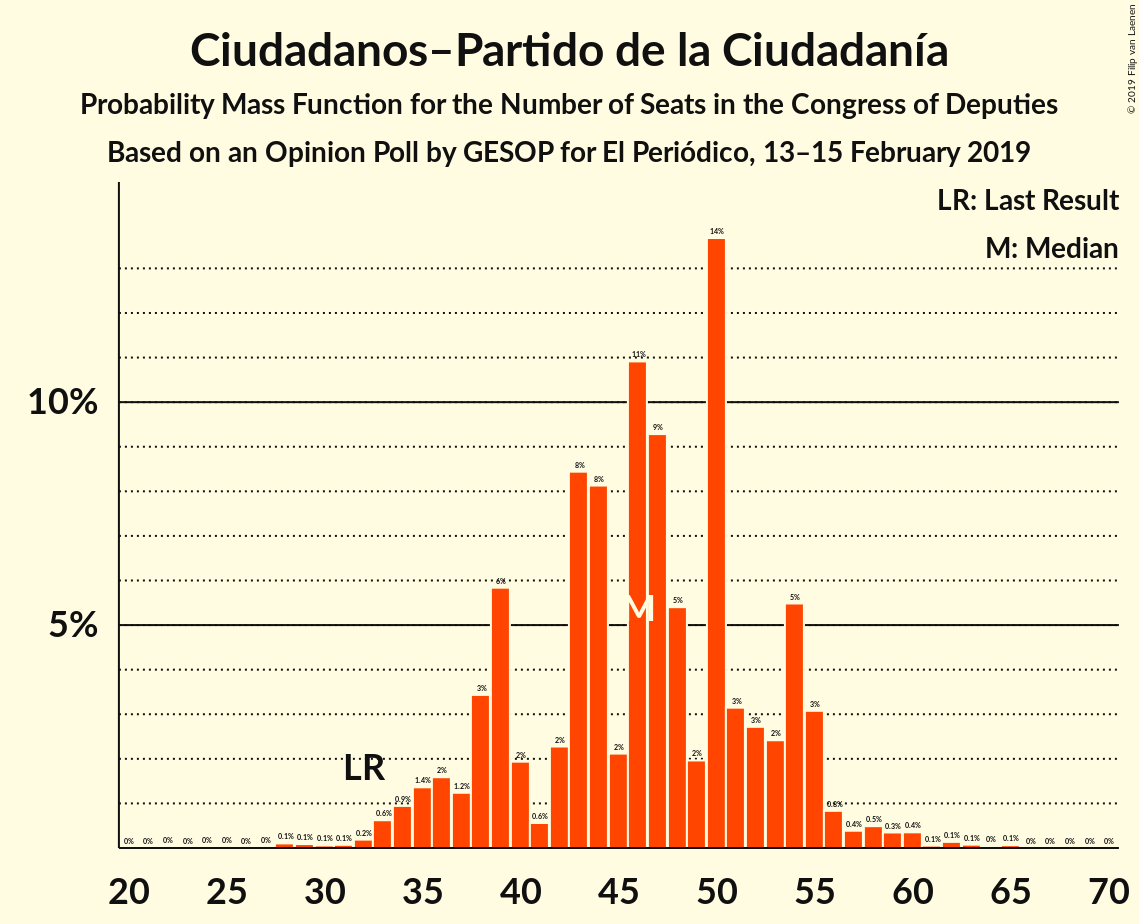 Ciudadanos–Partido de la Ciudadanía
Probability Mass Function for the Number of Seats in the Congress of Deputies
Based on an Opinion Poll by GESOP for El Periódico, 13–15 February 2019
© 2019 Filip van Laenen
LR: Last Result
M: Median
10%
5%
LR
M
0% 0% 0% 0% 0% 0% 0% 0% 0.1% 0.1% 0.1% 0.1% 0.2% 0.6% 0.9% 1.4% 2% 1.2% 3% 6% 2% 0.6% 2% 8% 8% 2% 11% 9% 5% 2% 14% 3% 3% 2% 5% 3% 0.8% 0.4% 0.5% 0.3% 0.4% 0.1% 0.1% 0.1% 0% 0.1% 0% 0% 0% 0% 0%
20 25 30 35 40 45 50 55 60 65 70